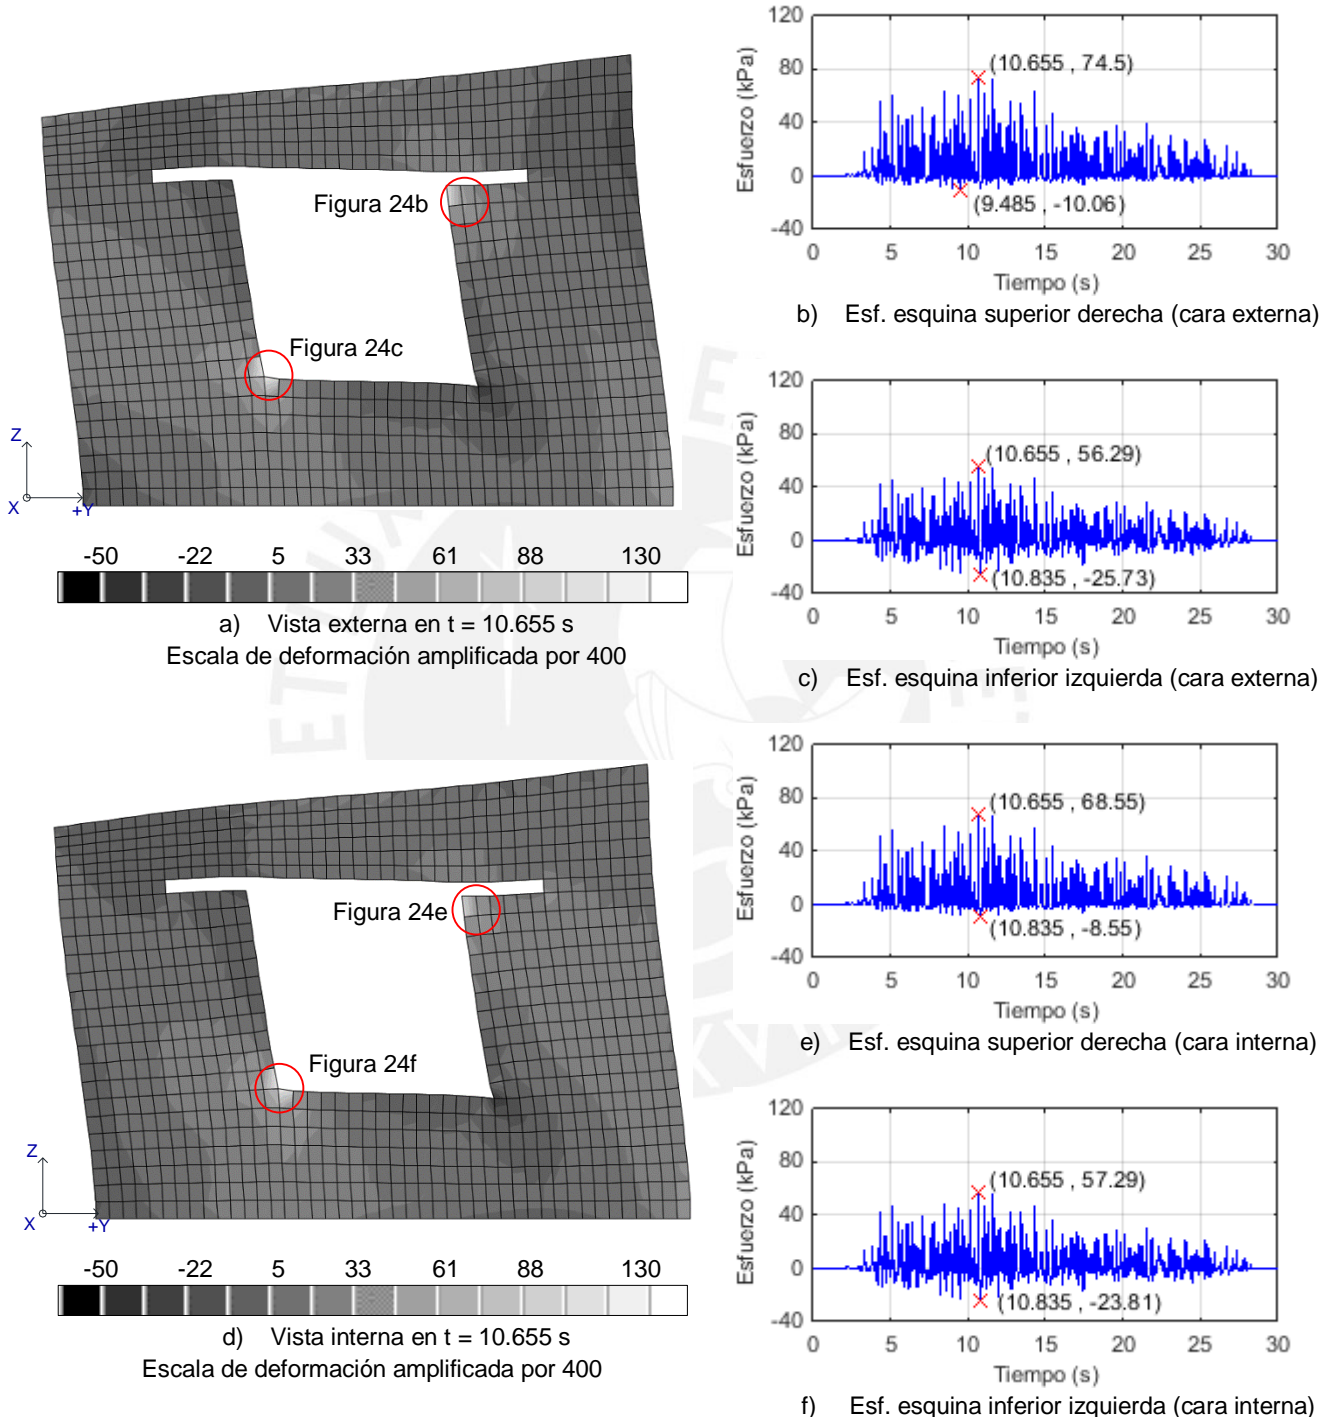 Figura 24b
Figura 24c
Z
X
+Y
-50 -22 5 33 61 88 130
a) Vista externa en t = 10.655 s
Escala de deformación amplificada por 400
120
80
40
0
-40
Esfuerzo (kPa)
(10.655 , 74.5)
(9.485 , -10.06)
0 5 10 15 20 25 30
Tiempo (s)
b) Esf. esquina superior derecha (cara externa)
120
80
40
0
-40
Esfuerzo (kPa)
(10.655 , 56.29)
(10.835 , -25.73)
0 5 10 15 20 25 30
Tiempo (s)
c) Esf. esquina inferior izquierda (cara externa)
Figura 24e
Figura 24f
Z
X
+Y
-50 -22 5 33 61 88 130
d) Vista interna en t = 10.655 s
Escala de deformación amplificada por 400
120
80
40
0
-40
Esfuerzo (kPa)
(10.655 , 68.55)
(10.835 , -8.55)
0 5 10 15 20 25 30
Tiempo (s)
e) Esf. esquina superior derecha (cara interna)
120
80
40
0
-40
Esfuerzo (kPa)
(10.655 , 57.29)
(10.835 , -23.81)
0 5 10 15 20 25 30
Tiempo (s)
f) Esf. esquina inferior izquierda (cara interna)